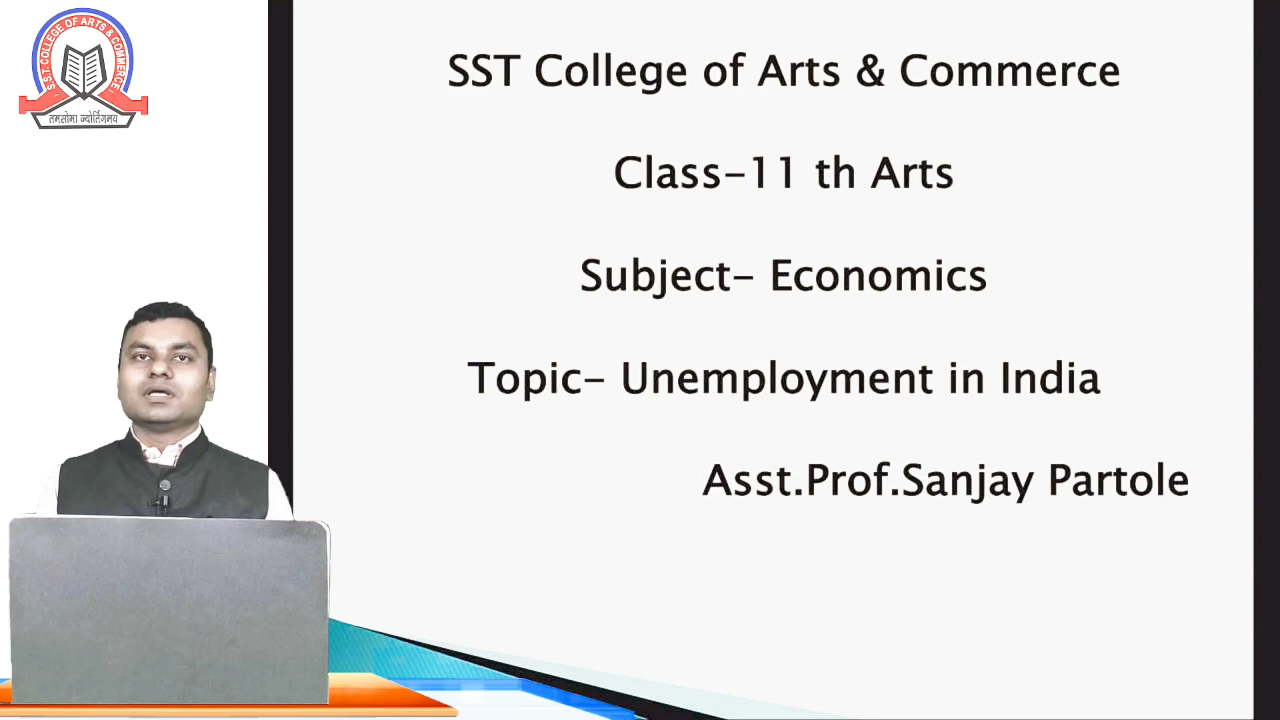 S.S.T. COLLEGE OF ARTS & COMMERCE
तमसोमा ज्योर्तिगमय
SST College of Arts & Commerce
Class-11 th Arts
Subject- Economics
Topic- Unemployment in India
Asst.Prof.Sanjay Partole